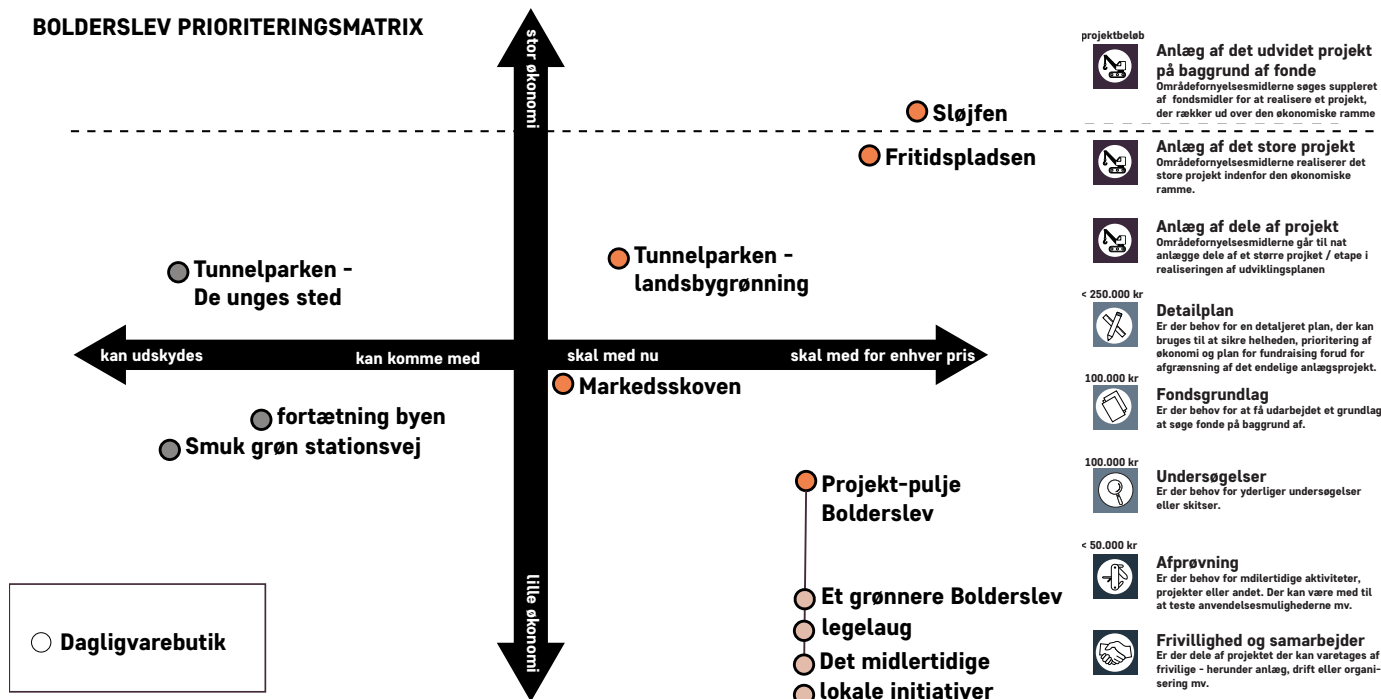 BOLDERSLEV PRIORITERINGSMATRIX
stor økonomi
Sløjfen
Fritidspladsen
Tunnelparken -
De unges sted
Tunnelparken -
landsbygrønning
kan udskydes
kan komme med
skal med nu
skal med for enhver pris
Markedsskoven
fortætning byen
Smuk grøn stationsvej
Projekt-pulje
Bolderslev
Et grønnere Bolderslev
legelaug
Det midlertidige
lokale initiativer
lille økonomi
Dagligvarebutik
projektbeløb
Anlæg af det udvidet projekt
på baggrund af fonde
Områdefornyelsesmidlerne søges suppleret
af fondsmidler for at realisere et projekt,
der rækker ud over den økonomiske ramme
Anlæg af det store projekt
Områdefornyelsesmidlerne realiserer det
store projekt indenfor den økonomiske
ramme.
Anlæg af dele af projekt
Områdefornyelsesmidlerne går til nat
anlægge dele af et større projket / etape i
realiseringen af udviklingsplanen
< 250.000 kr
Detailplan
Er der behov for en detaljeret plan, der kan
bruges til at sikre helheden, prioritering af
økonomi og plan for fundraising forud for
afgrænsning af det endelige anlægsprojekt.
100.000 kr
Fondsgrundlag
Er der behov for at få udarbejdet et grundlag
at søge fonde på baggrund af.
100.000 kr
Undersøgelser
Er der behov for yderliger undersøgelser
eller skitser.
< 50.000 kr
Afprøvning
Er der behov for mdilertidige aktiviteter,
projekter eller andet. Der kan være med til
at teste anvendelsesmulighederne mv.
Frivillighed og samarbejder
Er der dele af projektet der kan varetages af
frivilige - herunder anlæg, drift eller organi-
sering mv.